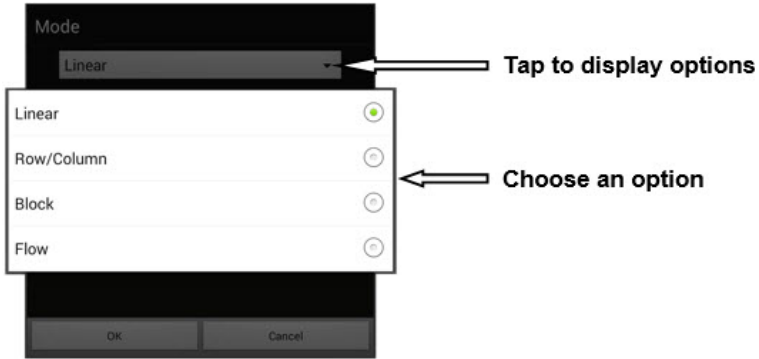 Mode
Linear
Tap to display options
Linear
Row/Column
Choose an option
Block
Flow
OK
Cancel